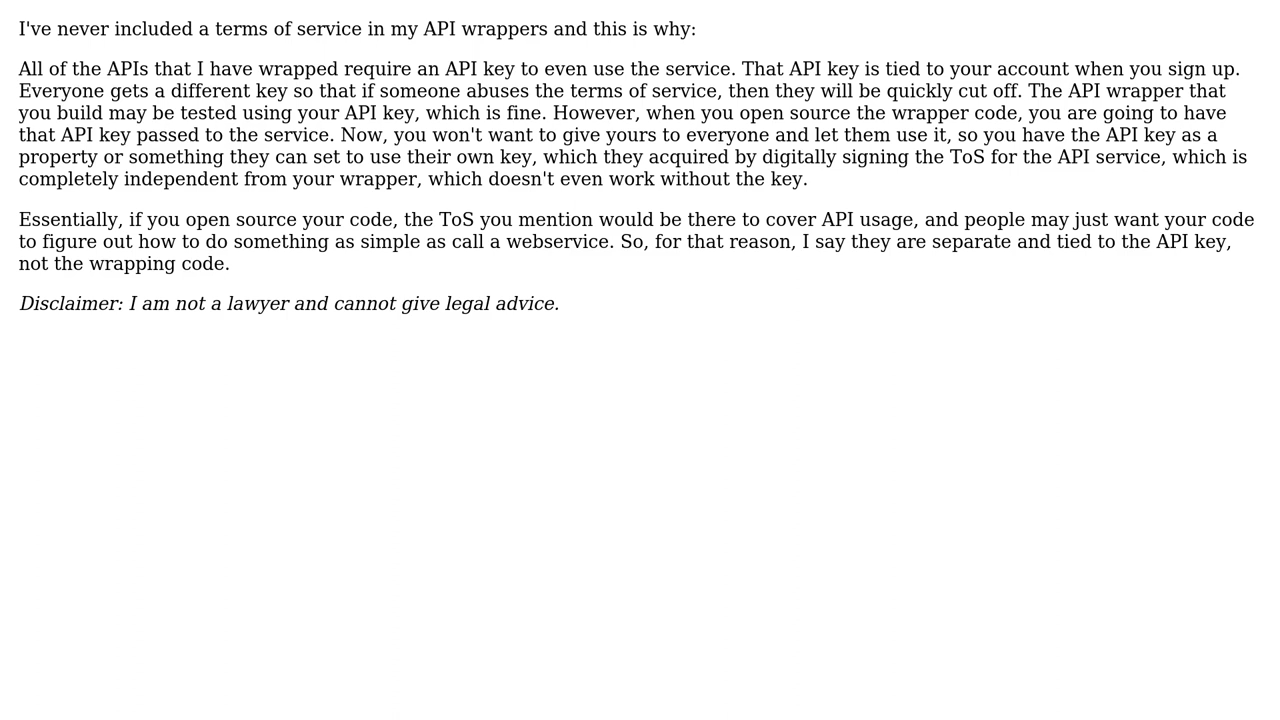 I've never included a terms of service in my API wrappers and this is why:
All of the APIs that I have wrapped require an API key to even use the service. That API key is tied to your account when you sign up.
Everyone gets a different key so that if someone abuses the terms of service, then they will be quickly cut off. The API wrapper that
you build may be tested using your API key, which is fine. However, when you open source the wrapper code, you are going to have
that API key passed to the service. Now, you won't want to give yours to everyone and let them use it, so you have the API key as a
property or something they can set to use their own key, which they acquired by digitally signing the ToS for the API service, which is
completely independent from your wrapper, which doesn't even work without the key.
Essentially, if you open source your code, the ToS you mention would be there to cover API usage, and people may just want your code
to figure out how to do something as simple as call a webservice. So, for that reason, I say they are separate and tied to the API key,
not the wrapping code.
Disclaimer: I am not a lawyer and cannot give legal advice.